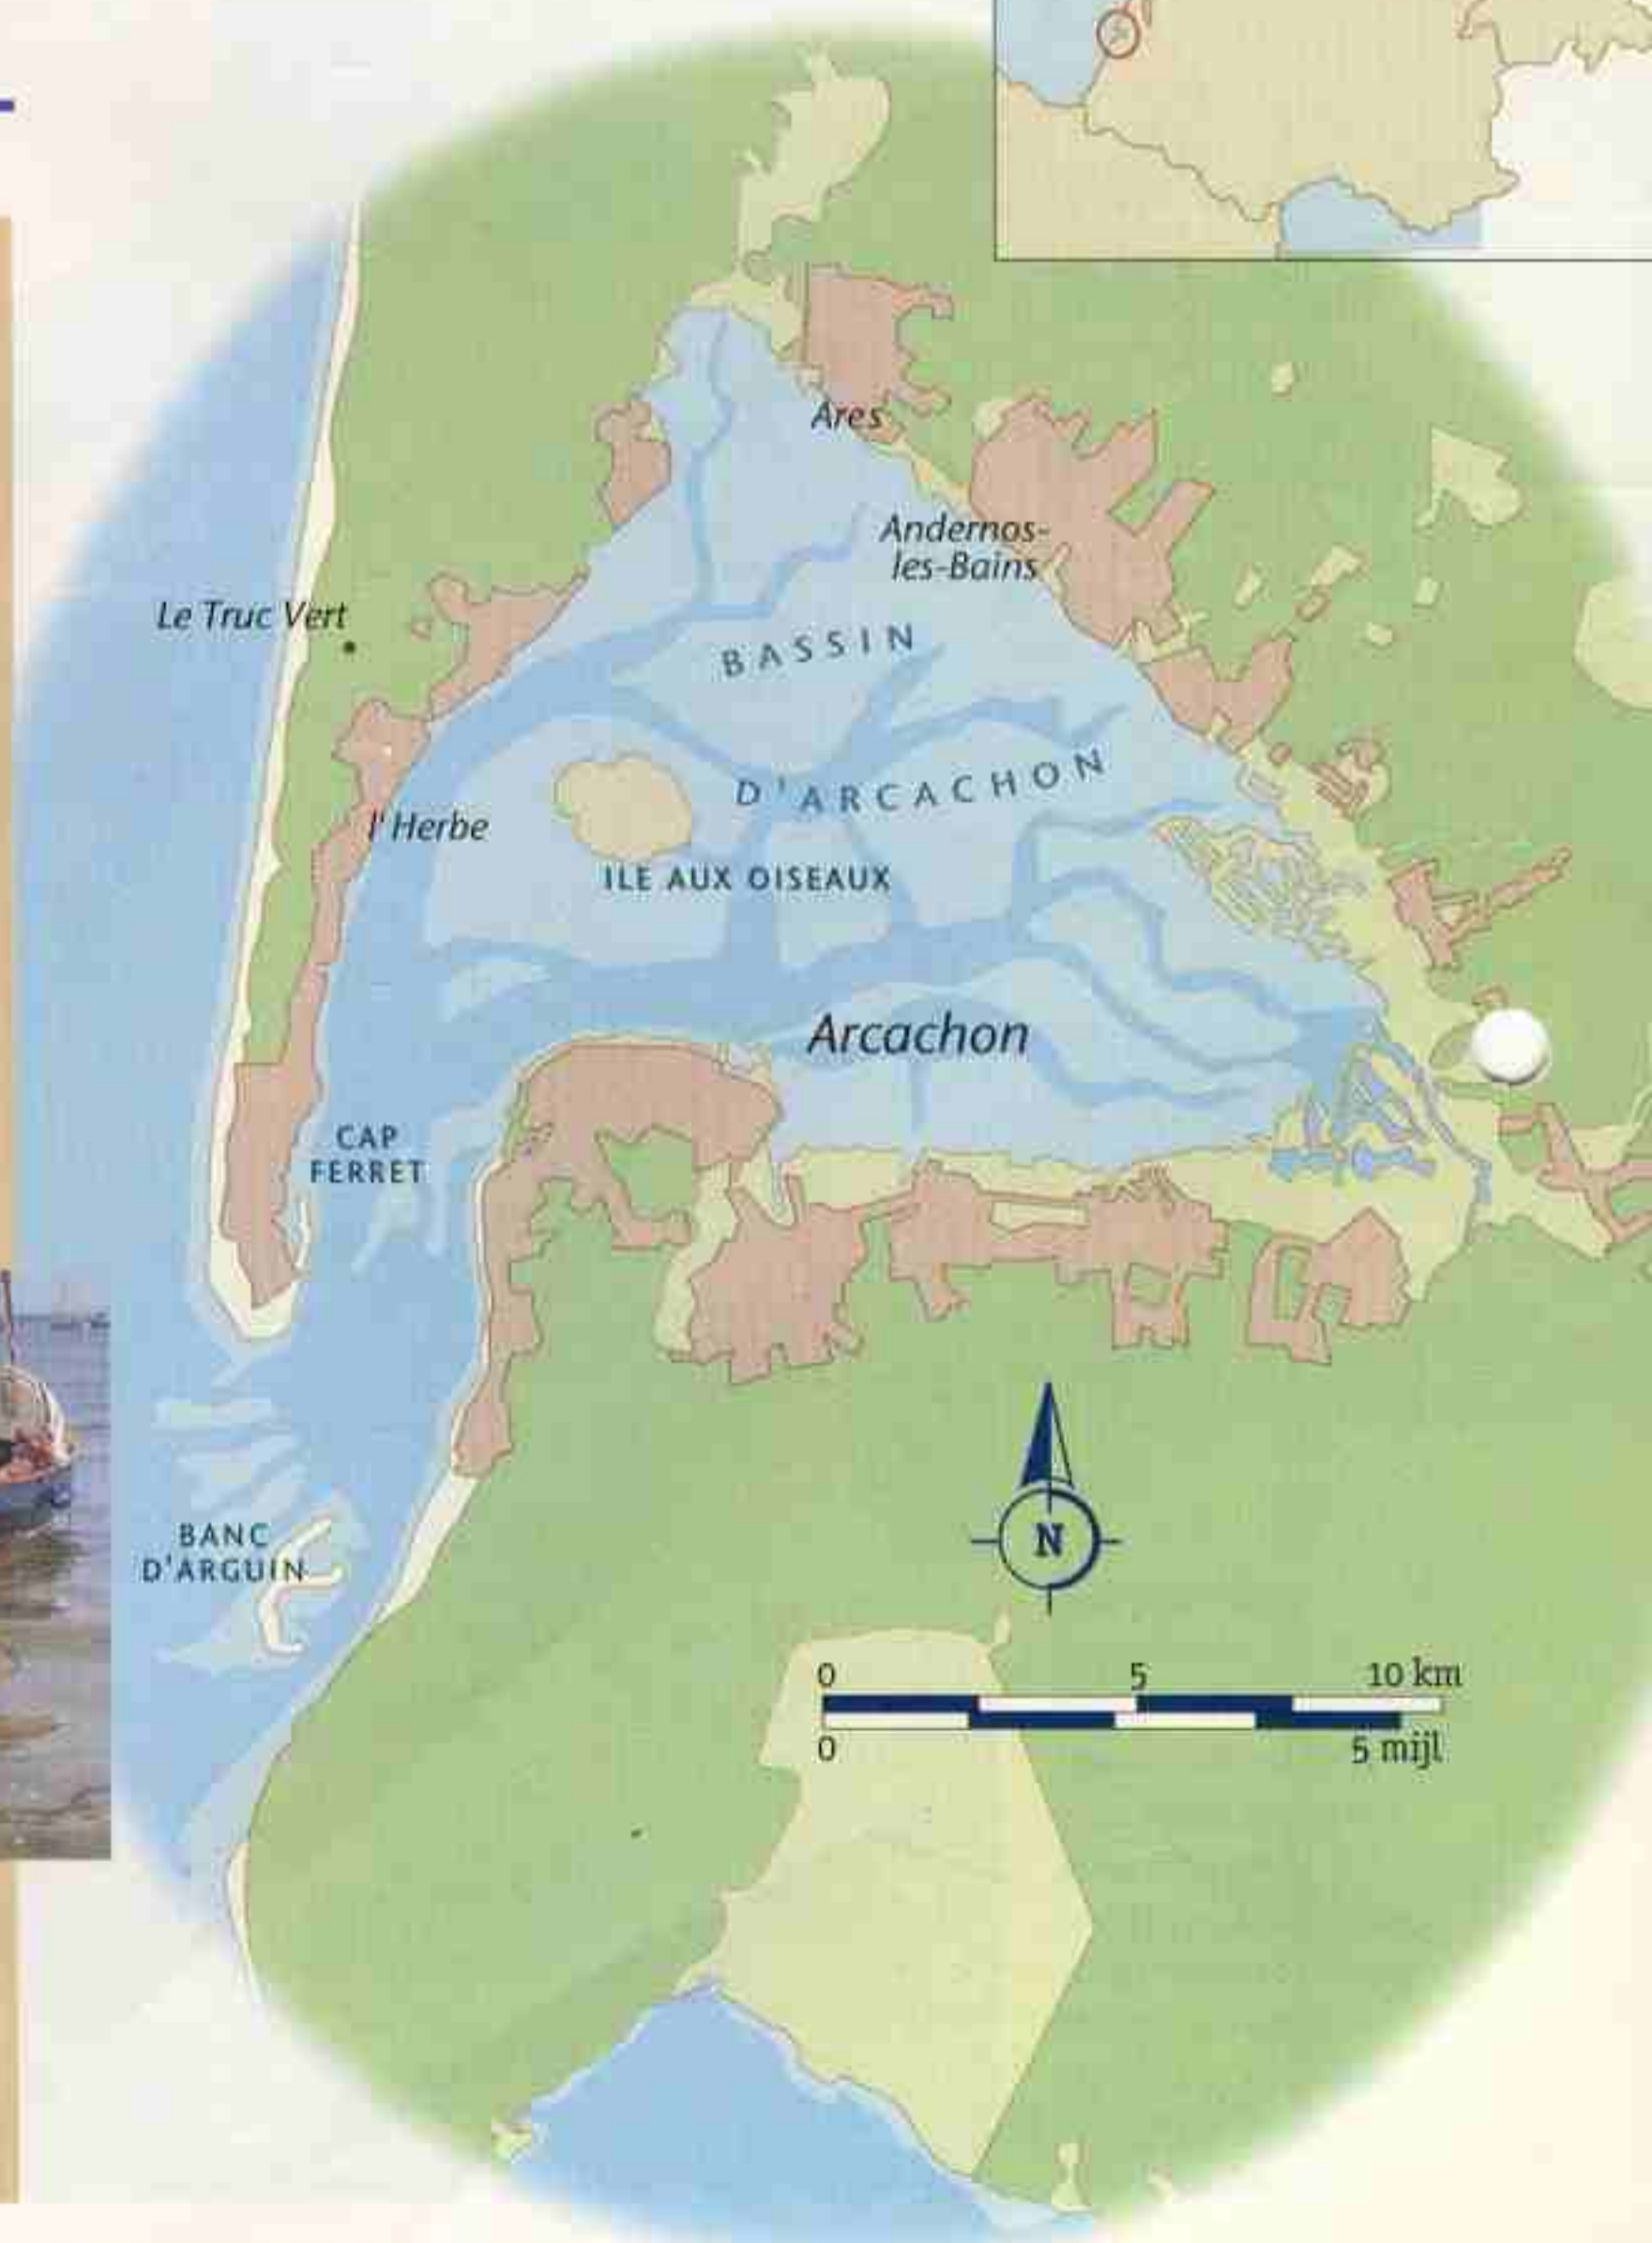 Ares
Andernos-
les-Bains
Le Truc Vert
BASSIN
D'ARCACHON
l'Herbe
ILE AUX OISEAUX
Arcachon
CAP
FERRET
BANC
D'ARGUIN
N
0 5 10 km
0 5 mijl